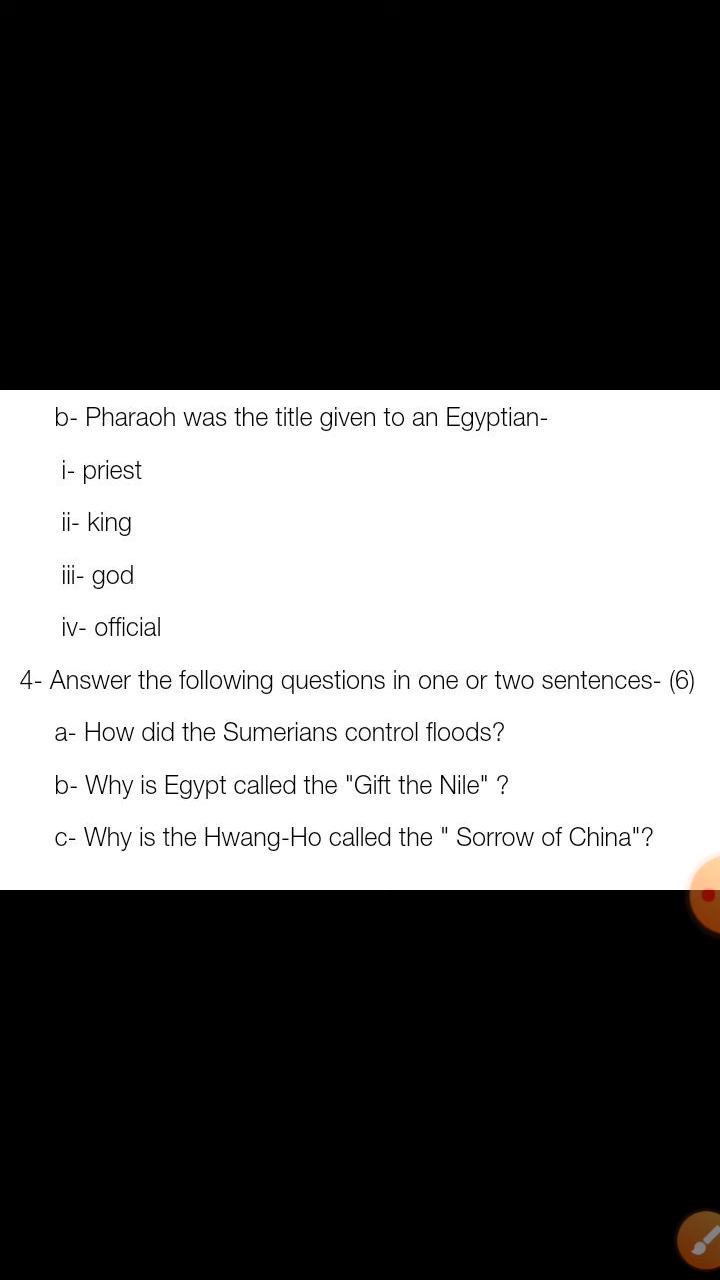 b- Pharaoh was the title given to an Egyptian-
i- priest
ii- king
iii- god
iv- official
4- Answer the following questions in one or two sentences- (6)
a- How did the Sumerians control floods?
b- Why is Egypt called the "Gift the Nile" ?
c- Why is the Hwang-Ho called the " Sorrow of China"?